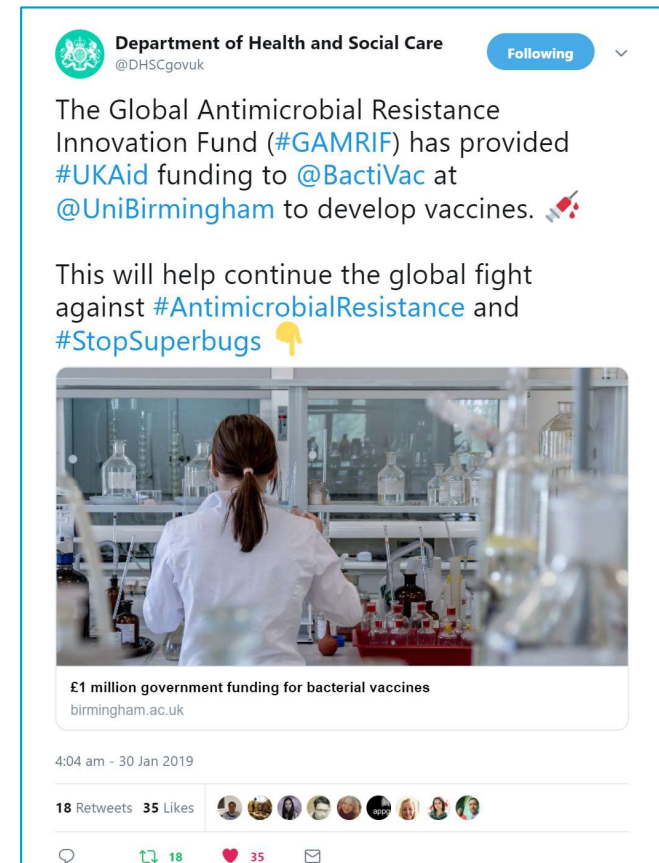 Department of Health and Social Care
@DHSCgovuk
Following
The Global Antimicrobial Resistance
Innovation Fund (#GAMRIF) has provided
#UKAid funding to @BactiVac at
@UniBirmingham to develop vaccines.
This will help continue the global fight
against #AntimicrobialResistance and
#StopSuperbugs
£1 million government funding for bacterial vaccines
birmingham.ac.uk
4:04 am - 30 Jan 2019
18 Retweets 35 Likes
appg
18 35